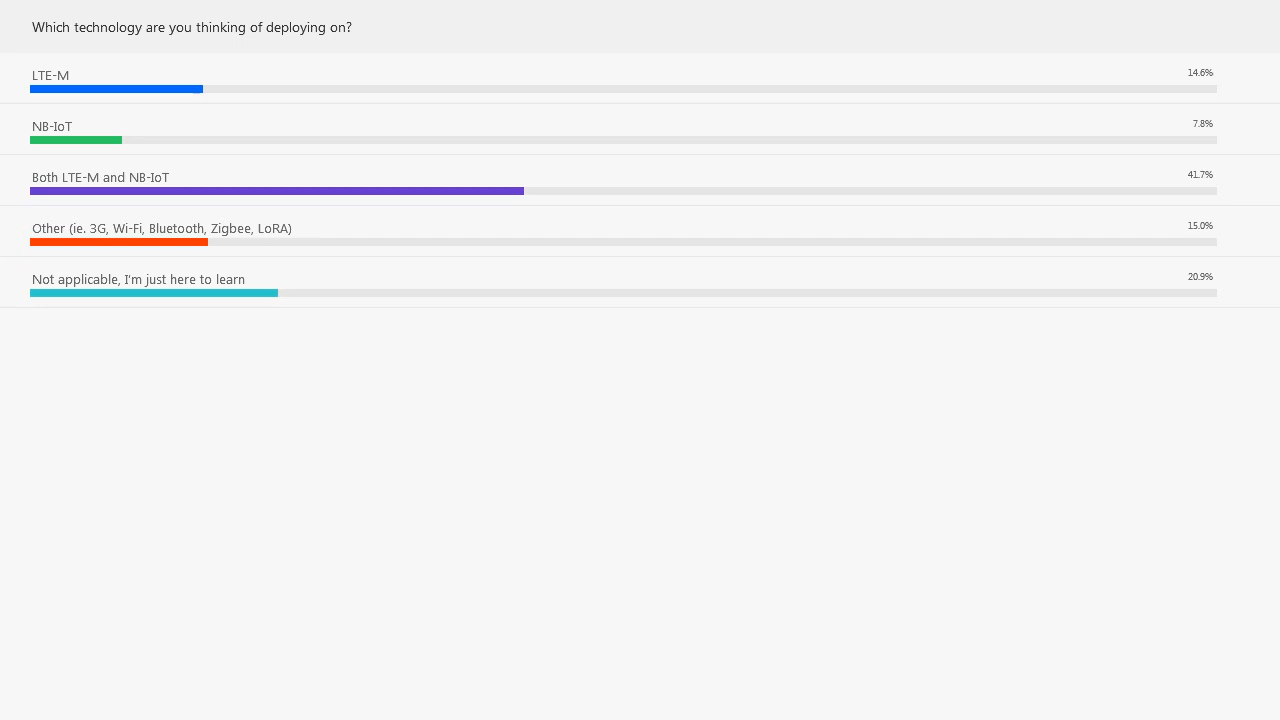 Which technology are you thinking of deploying on?
LTE-M
14.6%
NB-IoT
7.8%
Both LTE-M and NB-IoT
41.7%
Other (ie. 3G, Wi-Fi, Bluetooth, Zigbee, LoRA)
15.0%
Not applicable, I'm just here to learn
20.9%